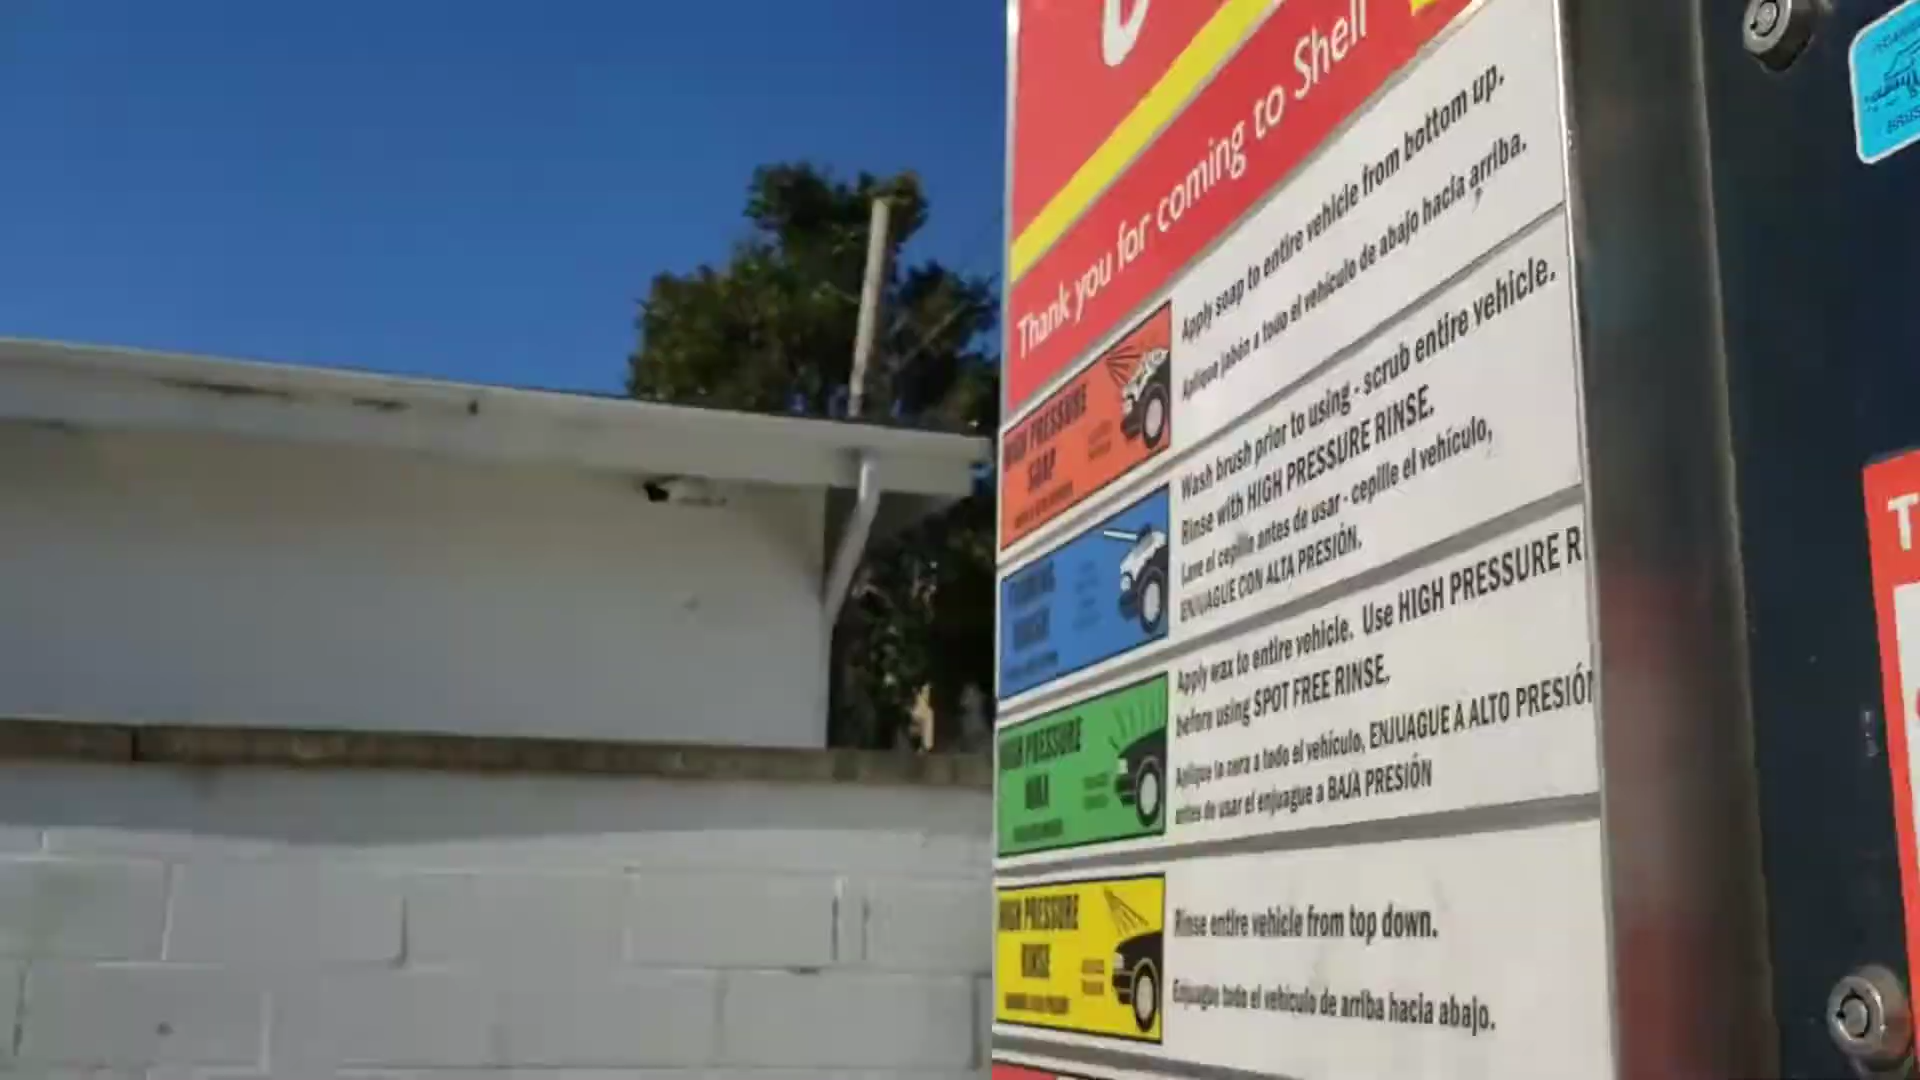 Thank you for coming to Shell
HIGH PRESSURE
SOAP
Apply soap to entire vehicle from bottom up.
Aplique jabón a todo el vehículo de abajo hacia arriba.
Wash brush prior to using - scrub entire vehicle.
Rinse with HIGH PRESSURE RINSE.
Lave el cepillo antes de usar - cepille el vehículo,
ENJUAGUE CON ALTA PRESIÓN.
HIGH PRESSURE
WAX
Apply wax to entire vehicle. Use HIGH PRESSURE R
before using SPOT FREE RINSE.
Aplique la cera a todo el vehículo, ENJUAGUE A ALTO PRESIÓN
antes de usar el enjuague a BAJA PRESIÓN
HIGH PRESSURE
RINSE
Rinse entire vehicle from top down.
Enjuague todo el vehículo de arriba hacia abajo.
T